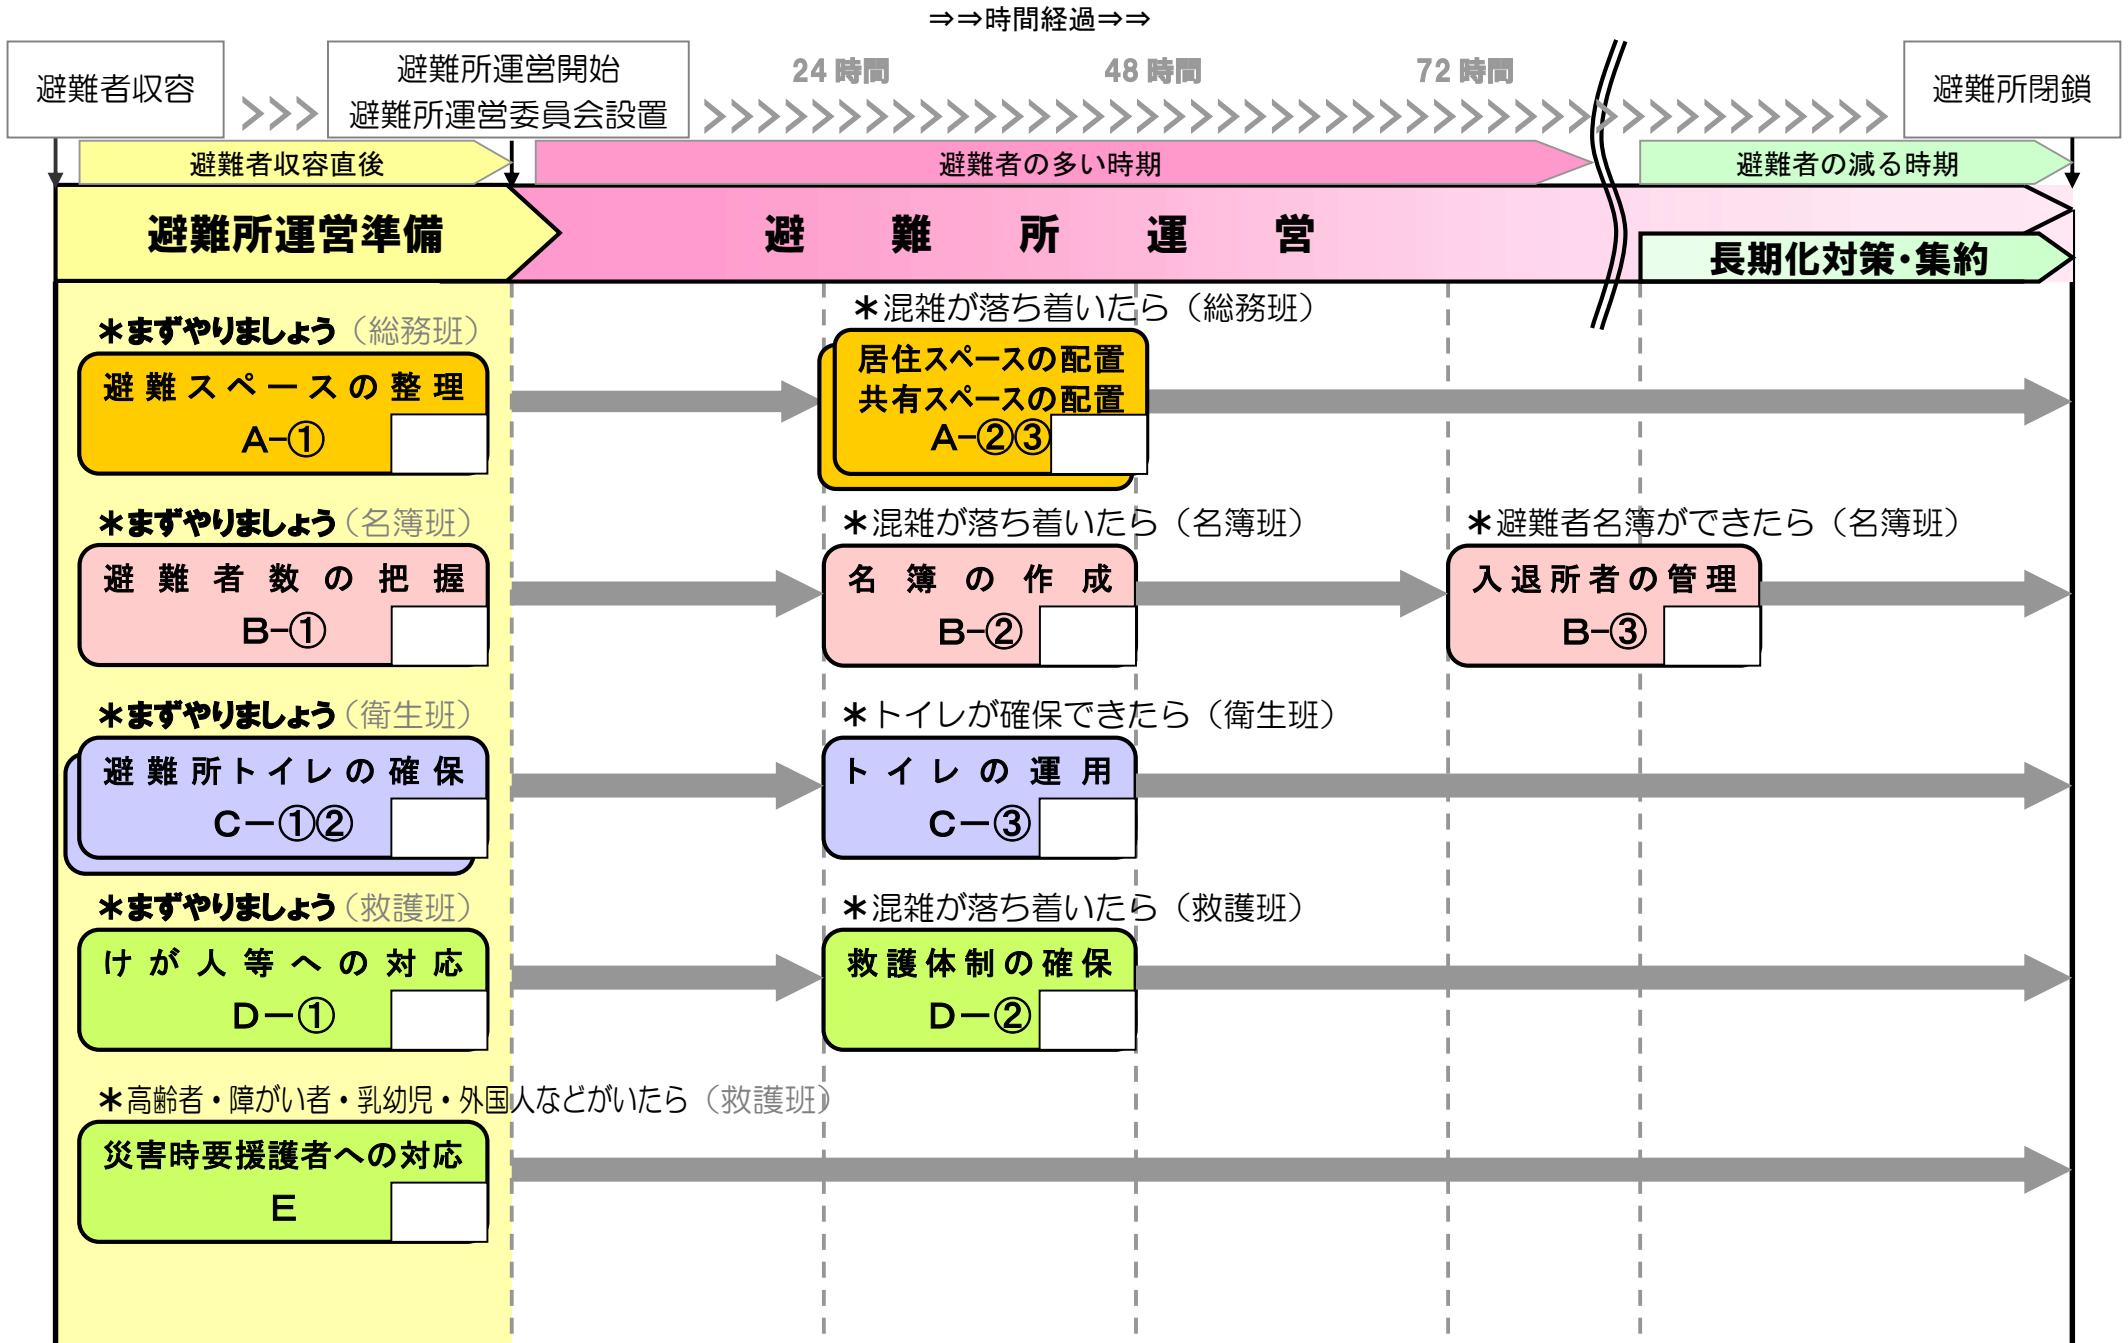 ⇒⇒時間経過⇒⇒
避難者収容
避難所運営開始
避難所運営委員会設置
24 時間
48 時間
72 時間
避難所閉鎖
避難者収容直後
避難者の多い時期
避難者の減る時期
避難所運営準備
避難所運営
長期化対策・集約
＊まずやりましょう（総務班）
避難スペースの整理
A-①
＊混雑が落ち着いたら（総務班）
居住スペースの配置
共有スペースの配置
A-②③
＊まずやりましょう（名簿班）
避難者数の把握
B-①
＊混雑が落ち着いたら（名簿班）
名簿の作成
B-②
＊避難者名簿ができたら（名簿班）
入退所者の管理
B-③
＊まずやりましょう（衛生班）
避難所トイレの確保
C－①②
＊トイレが確保できたら（衛生班）
トイレの運用
C－③
＊まずやりましょう（救護班）
けが人等への対応
D－①
＊混雑が落ち着いたら（救護班）
救護体制の確保
D－②
＊高齢者・障がい者・乳幼児・外国人などがいたら（救護班）
災害時要援護者への対応
E